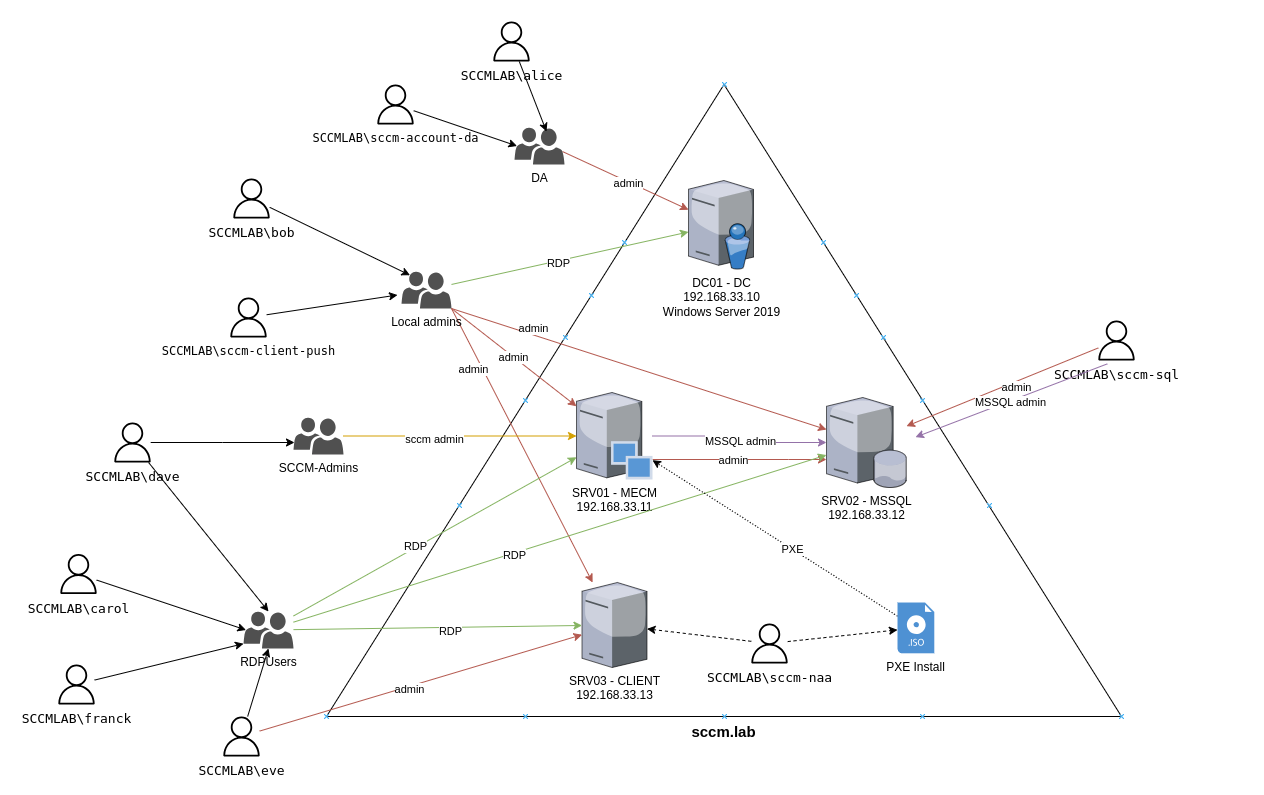 SCCMLAB\alice
SCCMLAB\sccm-account-da
DA
admin
SCCMLAB\bob
RDP
DC01 - DC
192.168.33.10
Windows Server 2019
Local admins
SCCMLAB\sccm-client-push
admin
admin
admin
SCCMLAB\sccm-sql
admin
MSSQL admin
sccm admin
MSSQL admin
admin
SCCM-Admins
SCCMLAB\dave
SRV01 - MECM
192.168.33.11
SRV02 - MSSQL
192.168.33.12
RDP
RDP
PXE
SCCMLAB\carol
RDP
.ISO
RDPUsers
PXE Install
SRV03 - CLIENT
192.168.33.13
SCCMLAB\sccm-naa
admin
SCCMLAB\franck
sccm.lab
SCCMLAB\eve